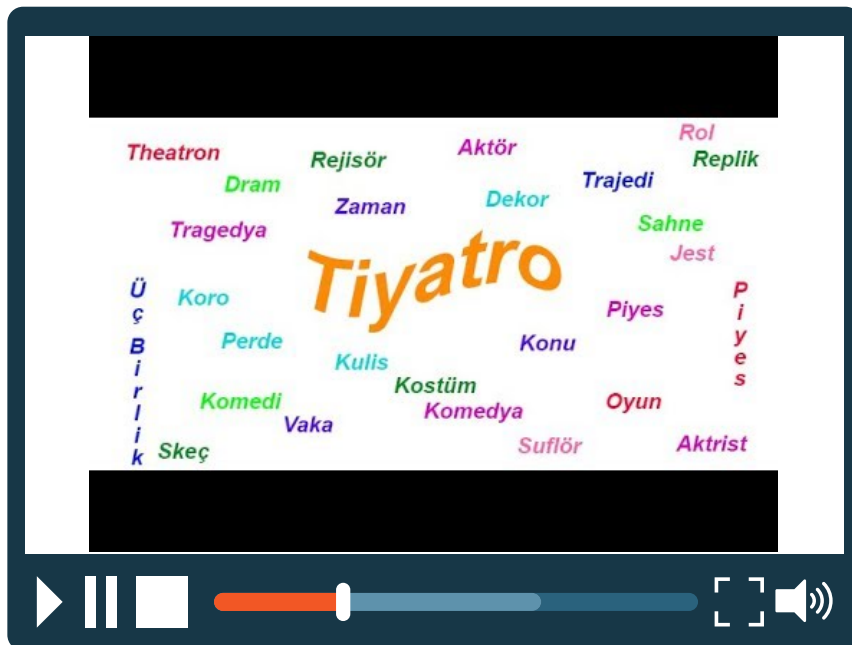 Rol
Theatron
Rejisör
Aktör
Replik
Dram
Trajedi
Zaman
Dekor
Tragedya
Sahne
Tiyatro
Jest
Üç Birlik
Koro
Piyes
Piyes
Perde
Konu
Kulis
Kostüm
Komedi
Komedya
Oyun
Vaka
Skeç
Suflör
Aktrist